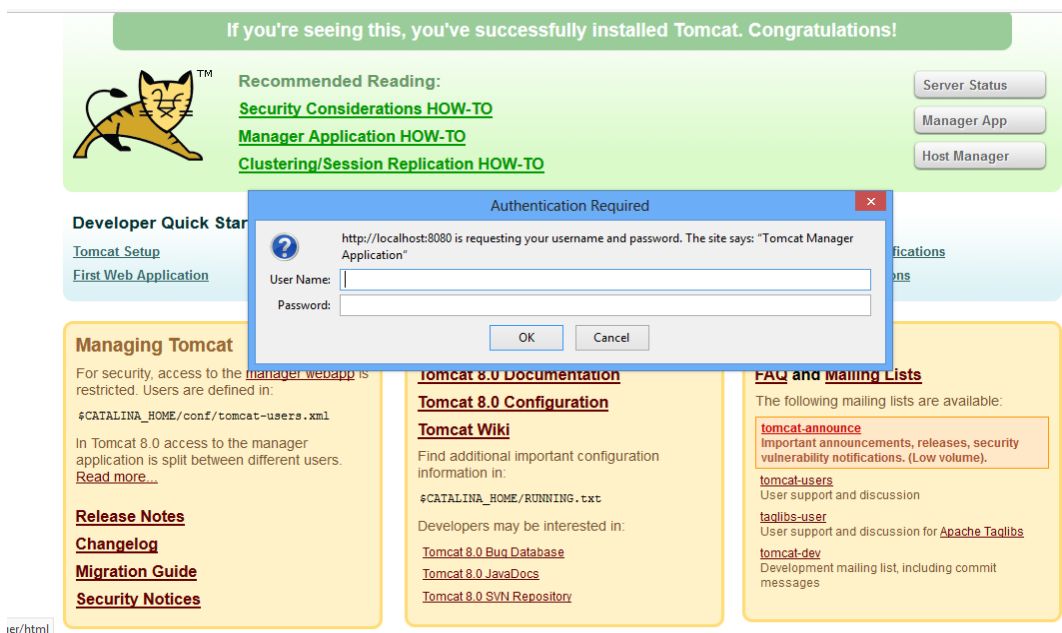 If you're seeing this, you've successfully installed Tomcat. Congratulations!
TM
Recommended Reading:
Security Considerations HOW-TO
Manager Application HOW-TO
Clustering/Session Replication HOW-TO
Server Status
Manager App
Host Manager
Developer Quick Star
Tomcat Setup
First Web Application
Authentication Required
http://localhost:8080 is requesting your username and password. The site says: “Tomcat Manager
Application”
User Name:
Password:
OK
Cancel
Managing Tomcat
For security, access to the manager webapp is
restricted. Users are defined in:
$CATALINA_HOME/conf/tomcat-users.xml
In Tomcat 8.0 access to the manager
application is split between different users.
Read more...
Release Notes
Changelog
Migration Guide
Security Notices
Tomcat 8.0 Documentation
Tomcat 8.0 Configuration
Tomcat Wiki
Find additional important configuration
information in:
$CATALINA_HOME/RUNNING.txt
Developers may be interested in:
Tomcat 8.0 Bug Database
Tomcat 8.0 JavaDocs
Tomcat 8.0 SVN Repository
FAQ and Mailing Lists
The following mailing lists are available:
tomcat-announce
Important announcements, releases, security
vulnerability notifications. (Low volume).
tomcat-users
User support and discussion
taglibs-user
User support and discussion for Apache Taglibs
tomcat-dev
Development mailing list, including commit
messages
ger/html